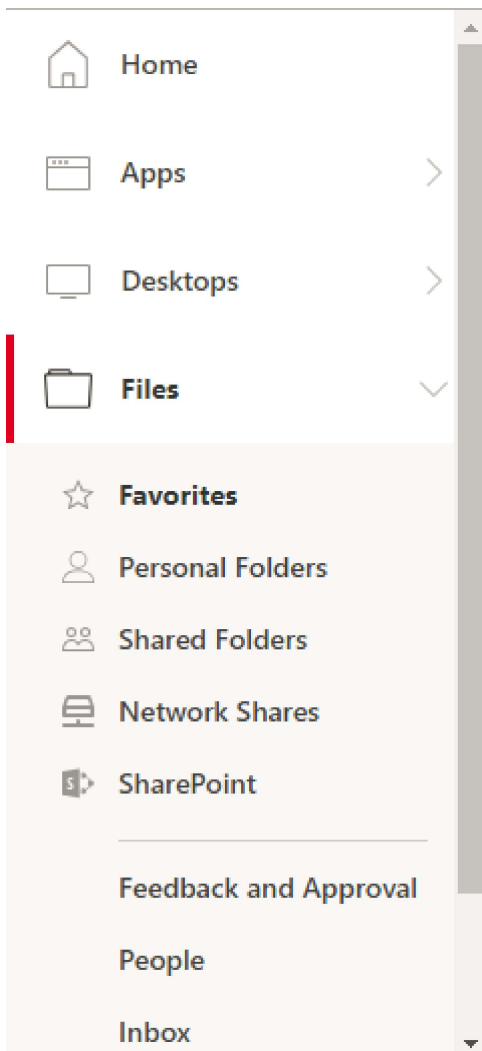 Home
Apps
Desktops
Files
Favorites
Personal Folders
Shared Folders
Network Shares
SharePoint
Feedback and Approval
People
Inbox